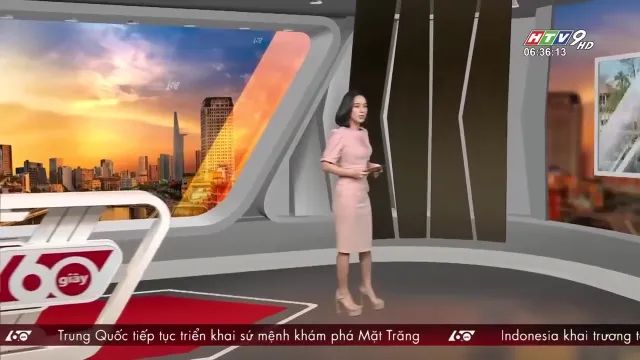 HTV9 HD
06:36:13
60 giây
Trung Quốc tiếp tục triển khai sứ mệnh khám phá Mặt Trăng 60 Indonesia khai trương t